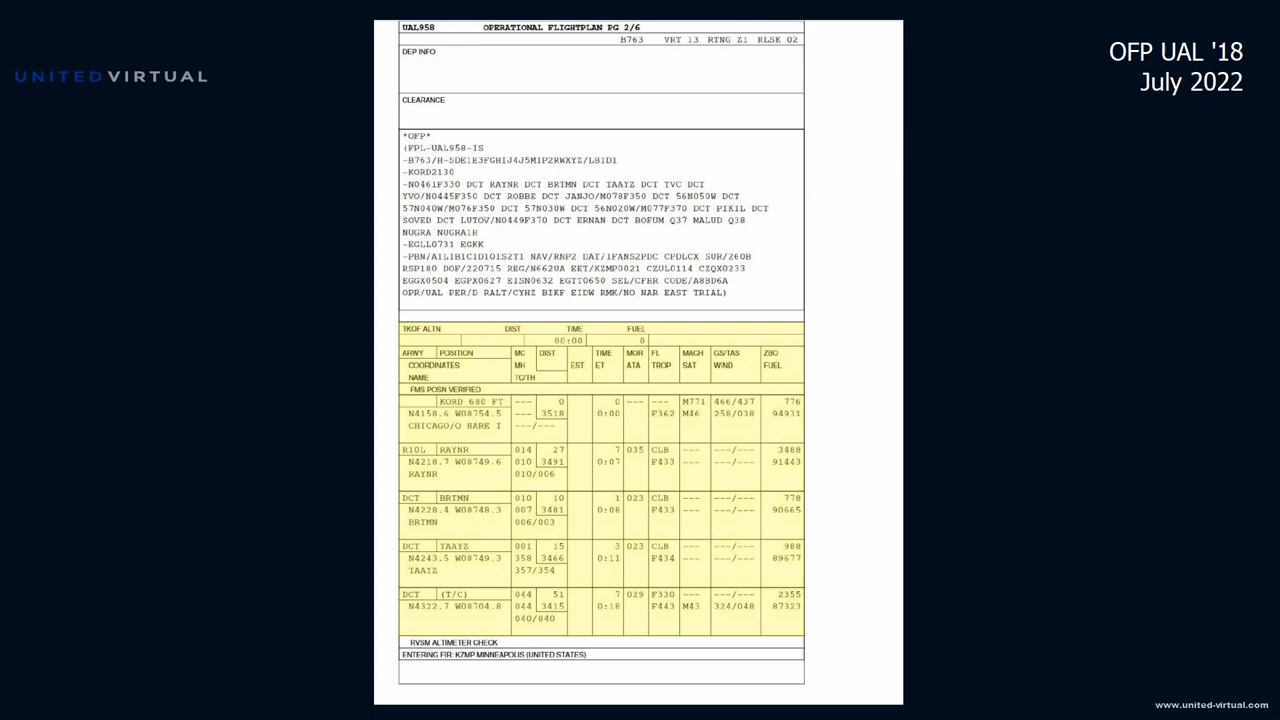 UNITEDVIRTUAL
OFP UAL '18
July 2022
UAL958 OPERATIONAL FLIGHTPLAN PG 2/6
B763 VRT 13 RTNG Z1 RLSE 02
DEP INFO
CLEARANCE
*OFP*
(FPL-UAL958-IS
-B763/H-SDE1E3FGHIJ4J5M1P2RWXYZ/LB1D1
-KORD2130
-N0461F330 DCT RAYNR DCT BRTMN DCT TAAYZ DCT TVC DCT
YVO/N0445F350 DCT ROBBE DCT JANJO/M078F350 DCT 56N050W DCT
57N040W/M076F350 DCT 57N030W DCT 56N020W/M077F370 DCT PIKIL DCT
SOVED DCT LUTOV/N0449F370 DCT ERNAN DCT BOFUM Q37 MALUD Q38
NUGRA NUGRA1H
-EGLL0731 EGKK
-PBN/A1L1B1C1D1O1S2T1 NAV/RNP2 DAT/1FANS2PDC CPDLCX SUR/260B
RSP180 DOF/220715 REG/N662UA EET/KZMP0021 CZUL0114 CZQX0233
EGGX0504 EGPX0627 EISN0632 EGTT0650 SEL/CFBR CODE/A8BD6A
OPR/UAL PER/D RALT/CYHZ BIKF EIDW RMK/NO NAR EAST TRIAL)
TKOF ALTN DIST TIME FUEL
00:00 0
ARWY POSITION MC DIST TIME MOR FL MACH GS/TAS ZBO
COORDINATES MH EST ET ATA TROP SAT WIND FUEL
NAME TC/TH
FMS POSN VERIFIED
KORD 680 FT --- 0 0 --- --- M771 466/437 776
N4158.6 W08754.5 --- 3518 0:00 F362 M46 258/038 94931
CHICAGO/O HARE I ---/---
R10L RAYNR 014 27 7 035 CLB --- ---/--- 3488
N4218.7 W08749.6 010 3491 0:07 F433 --- ---/--- 91443
RAYNR 010/006
DCT BRTMN 010 10 1 023 CLB --- ---/--- 778
N4228.4 W08748.3 007 3481 0:08 F433 --- ---/--- 90665
BRTMN 006/003
DCT TAAYZ 001 15 3 023 CLB --- ---/--- 988
N4243.5 W08749.3 358 3466 0:11 F434 --- ---/--- 89677
TAAYZ 357/354
DCT (T/C) 044 51 7 029 F330 --- ---/--- 2355
N4322.7 W08704.8 044 3415 0:18 F443 M43 324/048 87323
040/040
RVSM ALTIMETER CHECK
ENTERING FIR: KZMP MINNEAPOLIS (UNITED STATES)
www.united-virtual.com